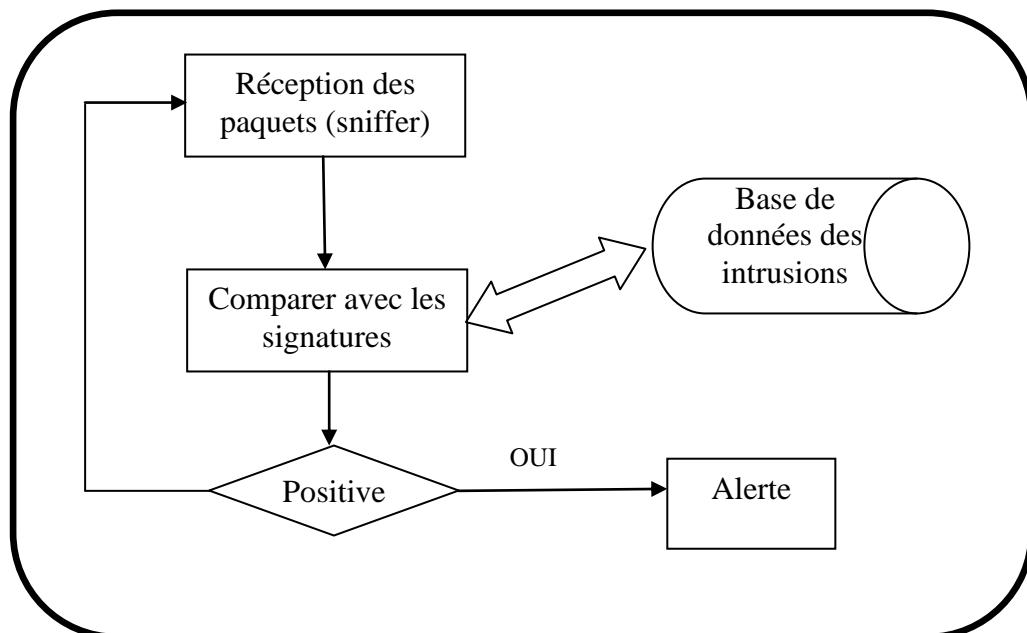 Réception des
paquets (sniffer)
Base de
données des
intrusions
Comparer avec les
signatures
OUI
Positive
Alerte